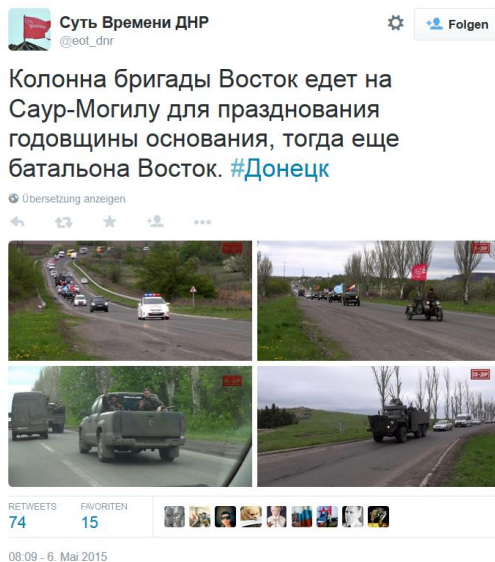 Суть Времени ДНР
@eot_dnr
Folgen
Колонна бригады Восток едет на
Саур-Могилу для празднования
годовщины основания, тогда еще
батальона Восток. #Донецк
Übersetzung anzeigen
RETWEETS
FAVORITEN
74
15
08:09 - 6. Mai 2015